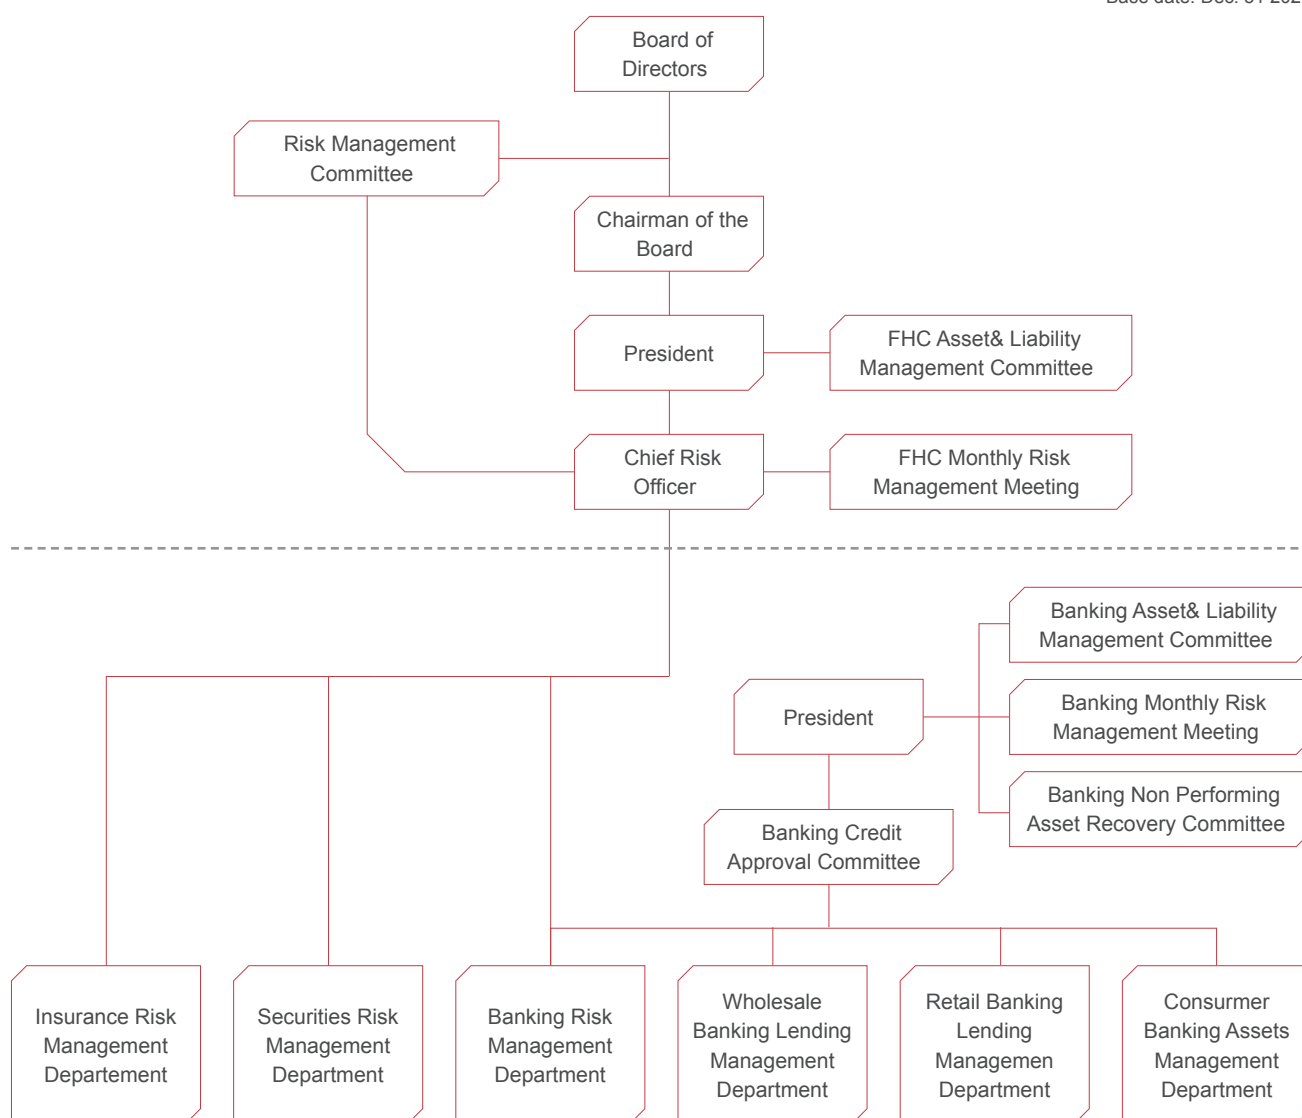 Board of
Directors
Risk Management
Committee
Chairman of the
Board
President
FHC Asset& Liability
Management Committee
Chief Risk
Officer
FHC Monthly Risk
Management Meeting
Banking Asset& Liability
Management Committee
President
Banking Monthly Risk
Management Meeting
Banking Non Performing
Asset Recovery Committee
Banking Credit
Approval Committee
Insurance Risk
Management
Departement
Securities Risk
Management
Department
Banking Risk
Management
Department
Wholesale
Banking Lending
Management
Department
Retail Banking
Lending
Managemen
Department
Consurmer
Banking Assets
Management
Department